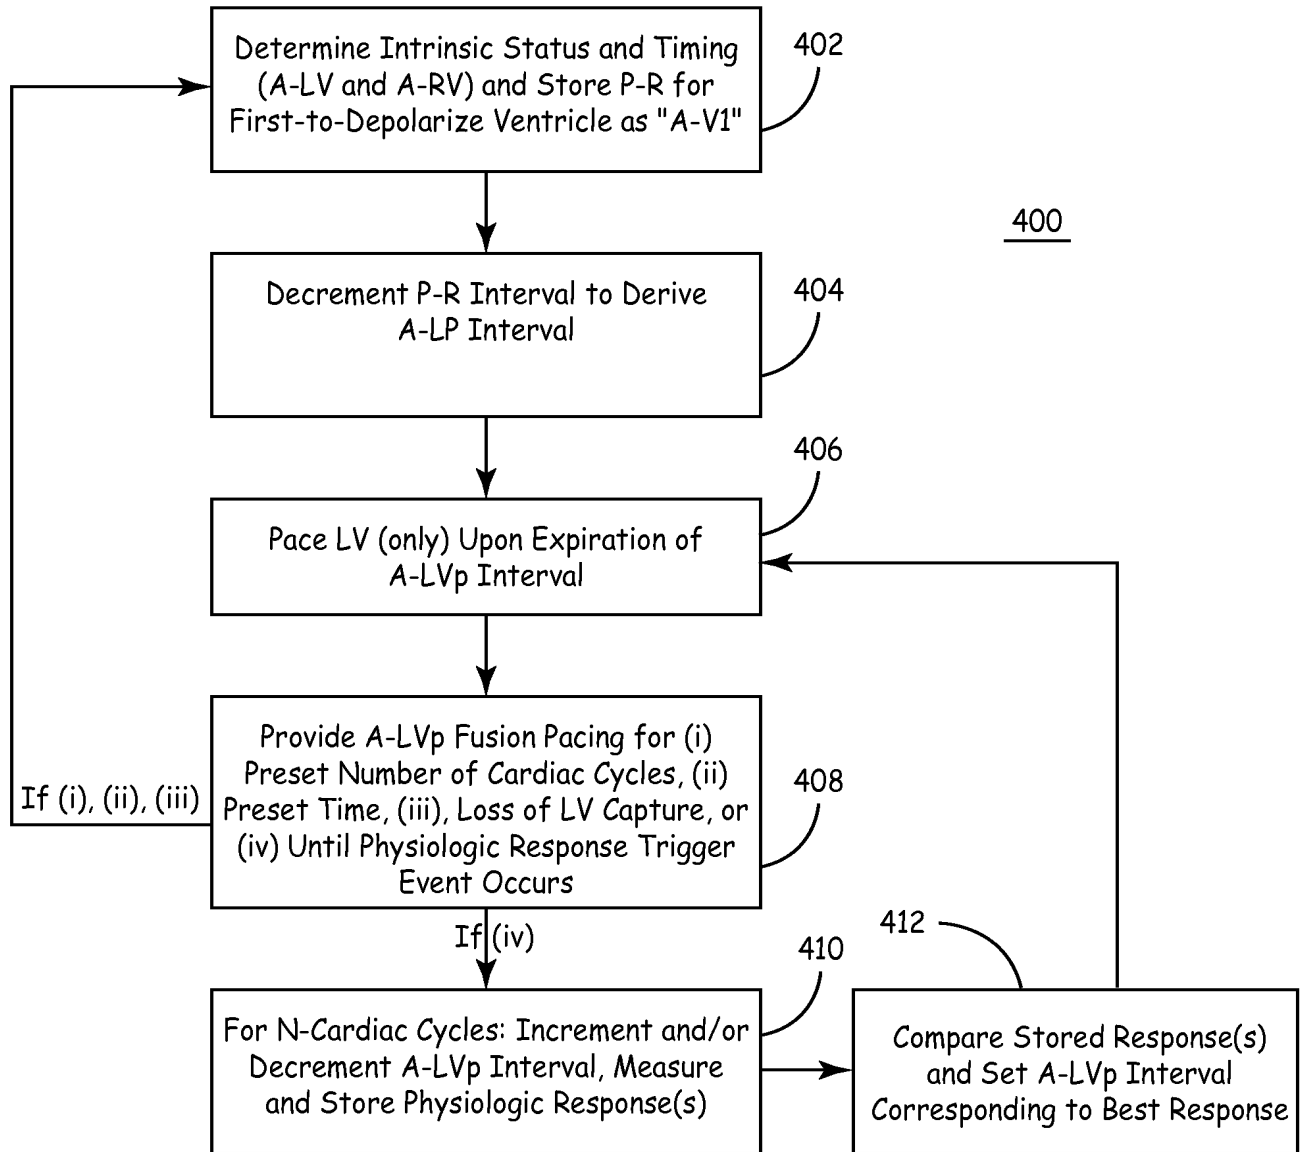 Determine Intrinsic Status and Timing
(A-LV and A-RV) and Store P-R for
First-to-Depolarize Ventricle as "A-V1"
402
400
Decrement P-R Interval to Derive
A-LP Interval
404
Pace LV (only) Upon Expiration of
A-LVp Interval
406
Provide A-LVp Fusion Pacing for (i)
Preset Number of Cardiac Cycles, (ii)
Preset Time, (iii), Loss of LV Capture, or
(iv) Until Physiologic Response Trigger
Event Occurs
408
If (i), (ii), (iii)
If (iv)
For N-Cardiac Cycles: Increment and/or
Decrement A-LVp Interval, Measure
and Store Physiologic Response(s)
410
412
Compare Stored Response(s)
and Set A-LVp Interval
Corresponding to Best Response